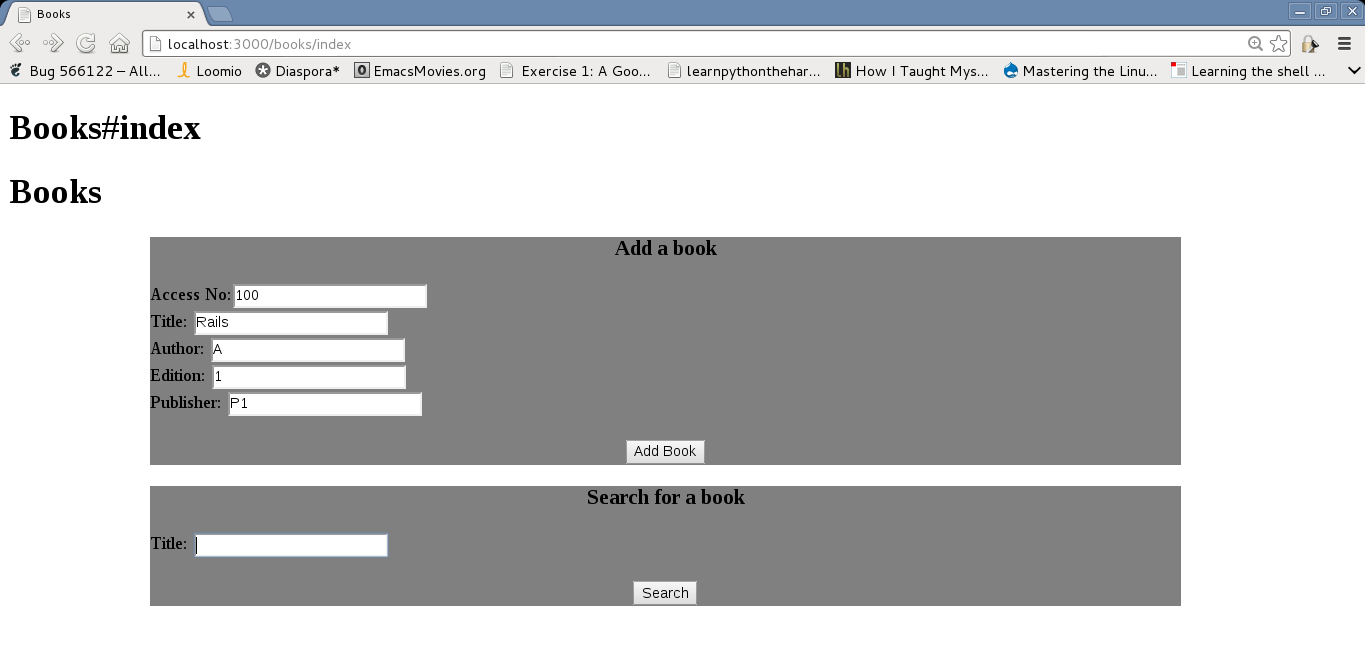 Books
localhost:3000/books/index
Bug 566122 — All... Loomio Diaspora* EmacsMovies.org Exercise 1: A Goo... learnpythonthehar... How I Taught Mys... Mastering the Linu... Learning the shell ...
Books#index
Books
Add a book
Access No: 100
Title: Rails
Author: A
Edition: 1
Publisher: P1
Add Book
Search for a book
Title:
Search